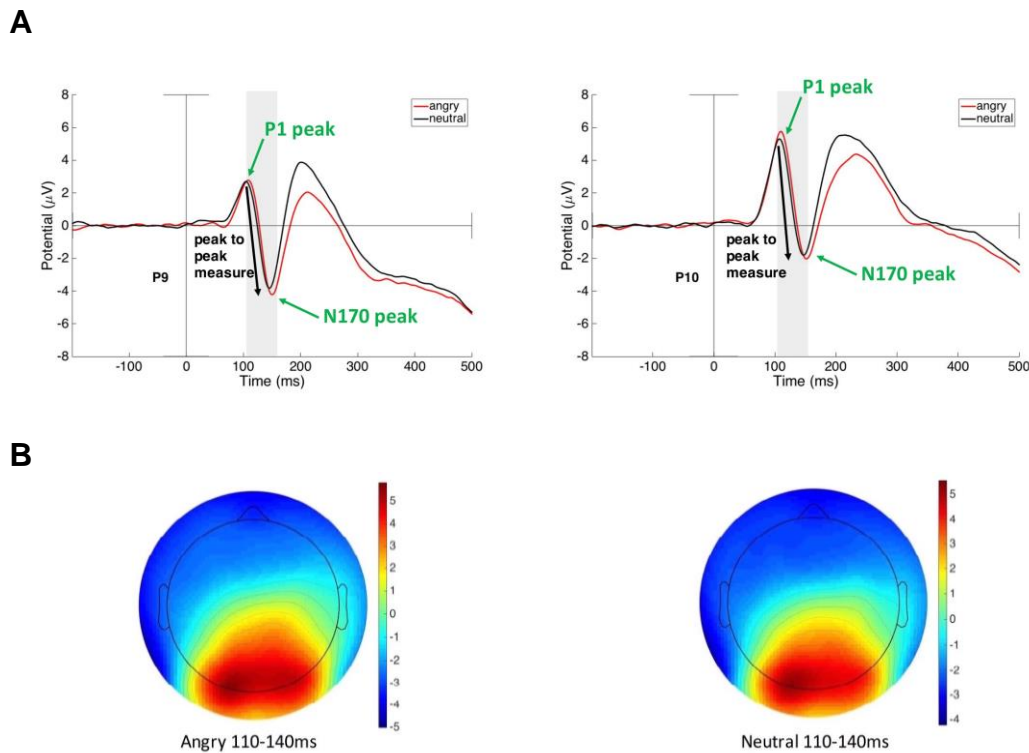 A
P1 peak
angry
neutral
8
6
4
2
0
-2
-4
-6
-8
Potential (μV)
P9
peak to
peak
measure
N170 peak
-100
0
100
200
300
400
500
Time (ms)
P1 peak
angry
neutral
8
6
4
2
0
-2
-4
-6
-8
Potential (μV)
P10
peak to
peak
measure
N170 peak
-100
0
100
200
300
400
500
Time (ms)
B
5
4
3
2
1
0
-1
-2
-3
-4
-5
Angry 110-140ms
5
4
3
2
1
0
-1
-2
-3
-4
Neutral 110-140ms